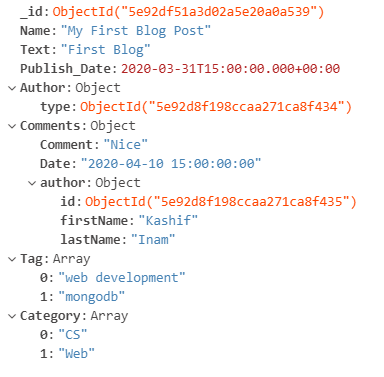 _id:ObjectId("5e92df51a3d02a5e20a0a539")
Name:"My First Blog Post"
Text:"First Blog"
Publish_Date:2020-03-31T15:00:00.000+00:00
Author:Object
type:ObjectId("5e92d8f198ccaa271ca8f434")
Comments:Object
Comment:"Nice"
Date:"2020-04-10 15:00:00:00"
author:Object
id:ObjectId("5e92d8f198ccaa271ca8f435")
firstName:"Kashif"
lastName:"Inam"
Tag:Array
0:"web development"
1:"mongodb"
Category:Array
0:"CS"
1:"Web"